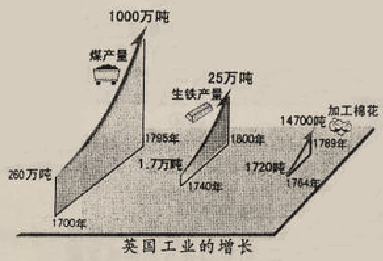 1000万吨
煤产量
260万吨
1795年
1700年
25万吨
生铁产量
1.7万吨
1800年
1740年
14700吨
加工棉花
1720吨
1789年
1764年
英国工业的增长